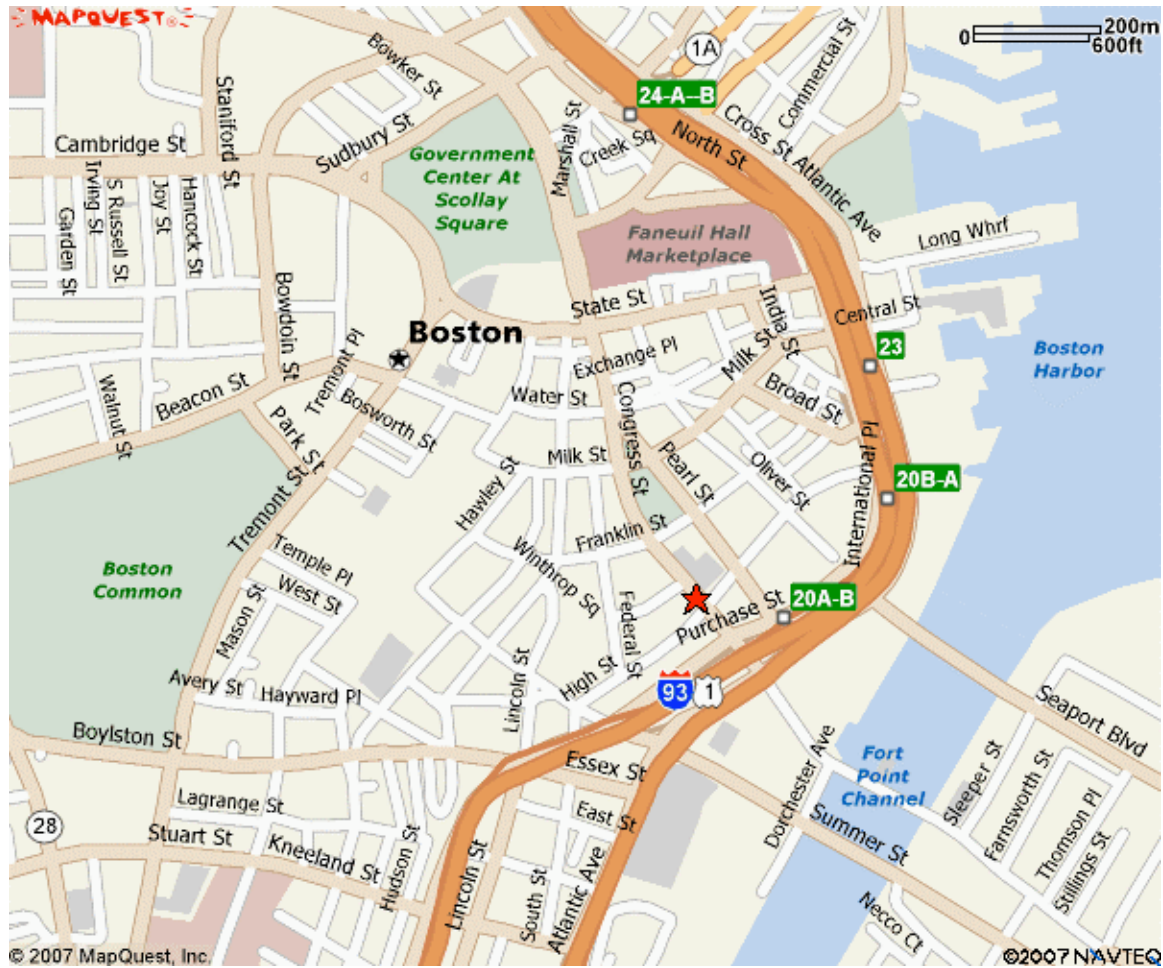 MAPQUEST®
0 200m
600ft
1A
Bowker St
Commercial St
24-A--B
Staniford St
Cambridge St
Sudbury St
Marshall St
Creek Sq
North St
Cross St
Atlantic Ave
Government
Center At
Scollay
Square
Irving St
S Russell St
Joy St
Hancock St
Garden St
Faneuil Hall
Marketplace
Long Whrf
State St
India St
Central St
Bowdoin St
Boston
Tremont Pl
Exchange Pl
Milk St
23
Boston
Harbor
Walnut St
Beacon St
Water St
Broad St
Bosworth St
Congress St
Park St
Milk St
Pearl St
Oliver St
International Pl
20B-A
Hawley St
Tremont St
Franklin St
Temple Pl
Winthrop Sq
Boston
Common
West St
Mason St
Federal St
Purchase St
20A-B
Avery St
Hayward Pl
High St
Lincoln St
93
1
Seaport Blvd
Boylston St
Essex St
Dorchester Ave
Fort
Point
Channel
Sleeper St
Farnsworth St
Thomson Pl
Stillings St
Lagrange St
28
Stuart St
Kneeland St
East St
Summer St
Hudson St
Lincoln St
South St
Atlantic Ave
Necco Ct
© 2007 MapQuest, Inc.
©2007 NAVTEQ